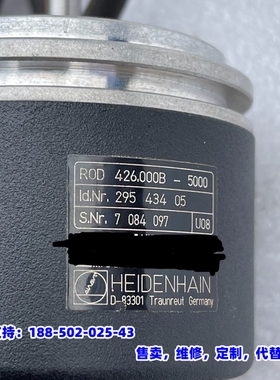 ROD 426.000B - 5000
Id.Nr. 295 434 05
S.Nr. 7 084 097 U08
HEIDENHAIN
D-83301 Traunreut Germany
持：188-502-025-43
售卖，维修，定制，代替